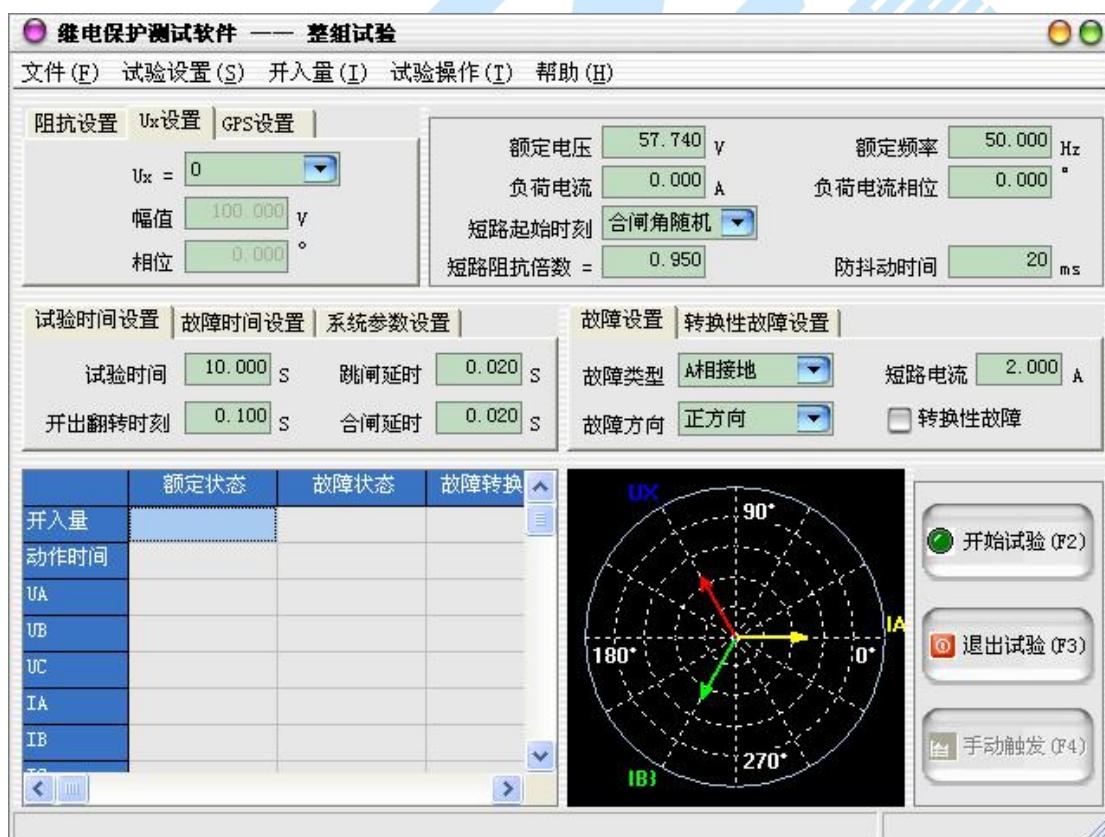 继电保护测试软件 —— 整组试验
文件(F) 试验设置(S) 开入量(I) 试验操作(T) 帮助(H)
阻抗设置 Ux设置 GPS设置
Ux = 0
幅值 100.000 V
相位 0.000 °
额定电压 57.740 V 额定频率 50.000 Hz
负荷电流 0.000 A 负荷电流相位 0.000 °
短路起始时刻 合闸角随机
短路阻抗倍数 = 0.950 防抖动时间 20 ms
试验时间设置 故障时间设置 系统参数设置
试验时间 10.000 S 跳闸延时 0.020 S
开出翻转时刻 0.100 S 合闸延时 0.020 S
故障设置 转换性故障设置
故障类型 A相接地 短路电流 2.000 A
故障方向 正方向 转换性故障
额定状态 故障状态 故障转换
开入量
动作时间
UA
UB
UC
IA
IB
UX
90°
IA
180°
0°
270°
开始试验(F2)
退出试验(F3)
手动触发(F4)